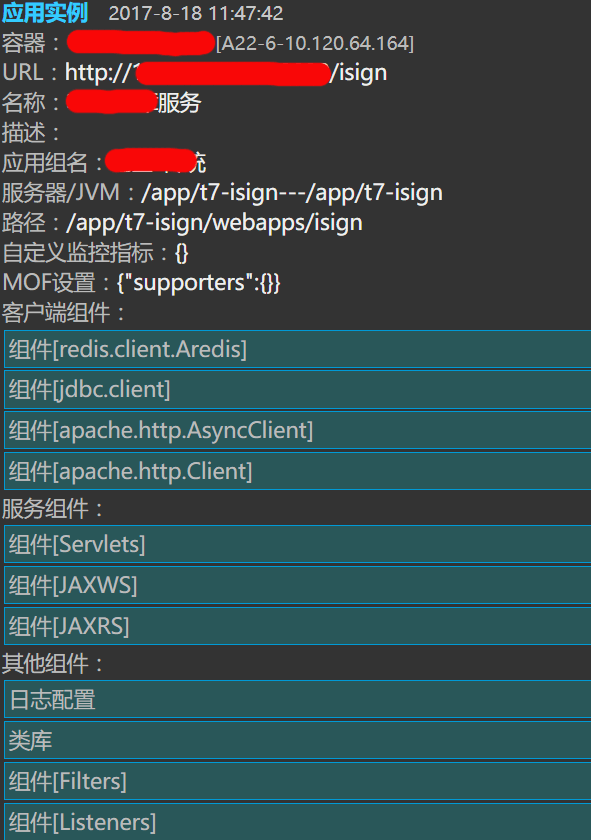 应用实例 2017-8-18 11:47:42
容器：[A22-6-10.120.64.164]
URL：http:///isign
名称：服务
描述：
应用组名：统
服务器/JVM：/app/t7-isign---/app/t7-isign
路径：/app/t7-isign/webapps/isign
自定义监控指标：{}
MOF设置：{"supporters":{}}
客户端组件：
组件[redis.client.Aredis]
组件[jdbc.client]
组件[apache.http.AsyncClient]
组件[apache.http.Client]
服务组件：
组件[Servlets]
组件[JAXWS]
组件[JAXRS]
其他组件：
日志配置
类库
组件[Filters]
组件[Listeners]